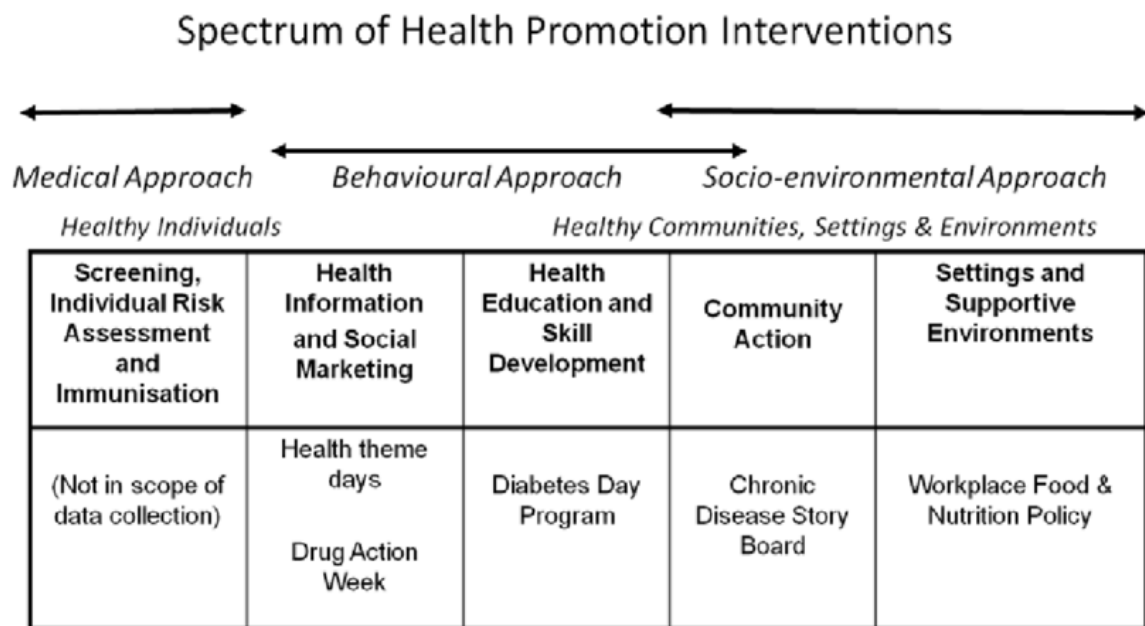 Spectrum of Health Promotion Interventions
Medical Approach
Behavioural Approach
Socio-environmental Approach
Healthy Individuals
Healthy Communities, Settings & Environments
Screening,
Individual Risk
Assessment
and
Immunisation
Health
Information
and Social
Marketing
Health
Education and
Skill
Development
Community
Action
Settings and
Supportive
Environments
(Not in scope of
data collection)
Health theme
days
Drug Action
Week
Diabetes Day
Program
Chronic
Disease Story
Board
Workplace Food &
Nutrition Policy